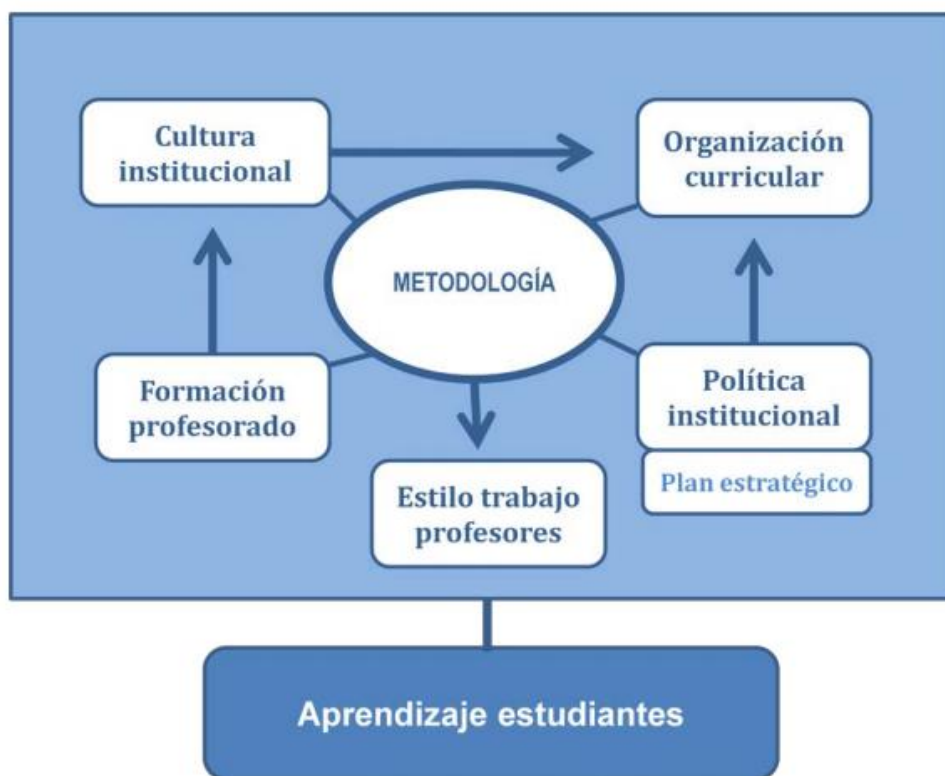 Cultura
institucional
Organización
curricular
METODOLOGÍA
Formación
profesorado
Política
institucional
Plan estratégico
Estilo trabajo
profesores
Aprendizaje estudiantes